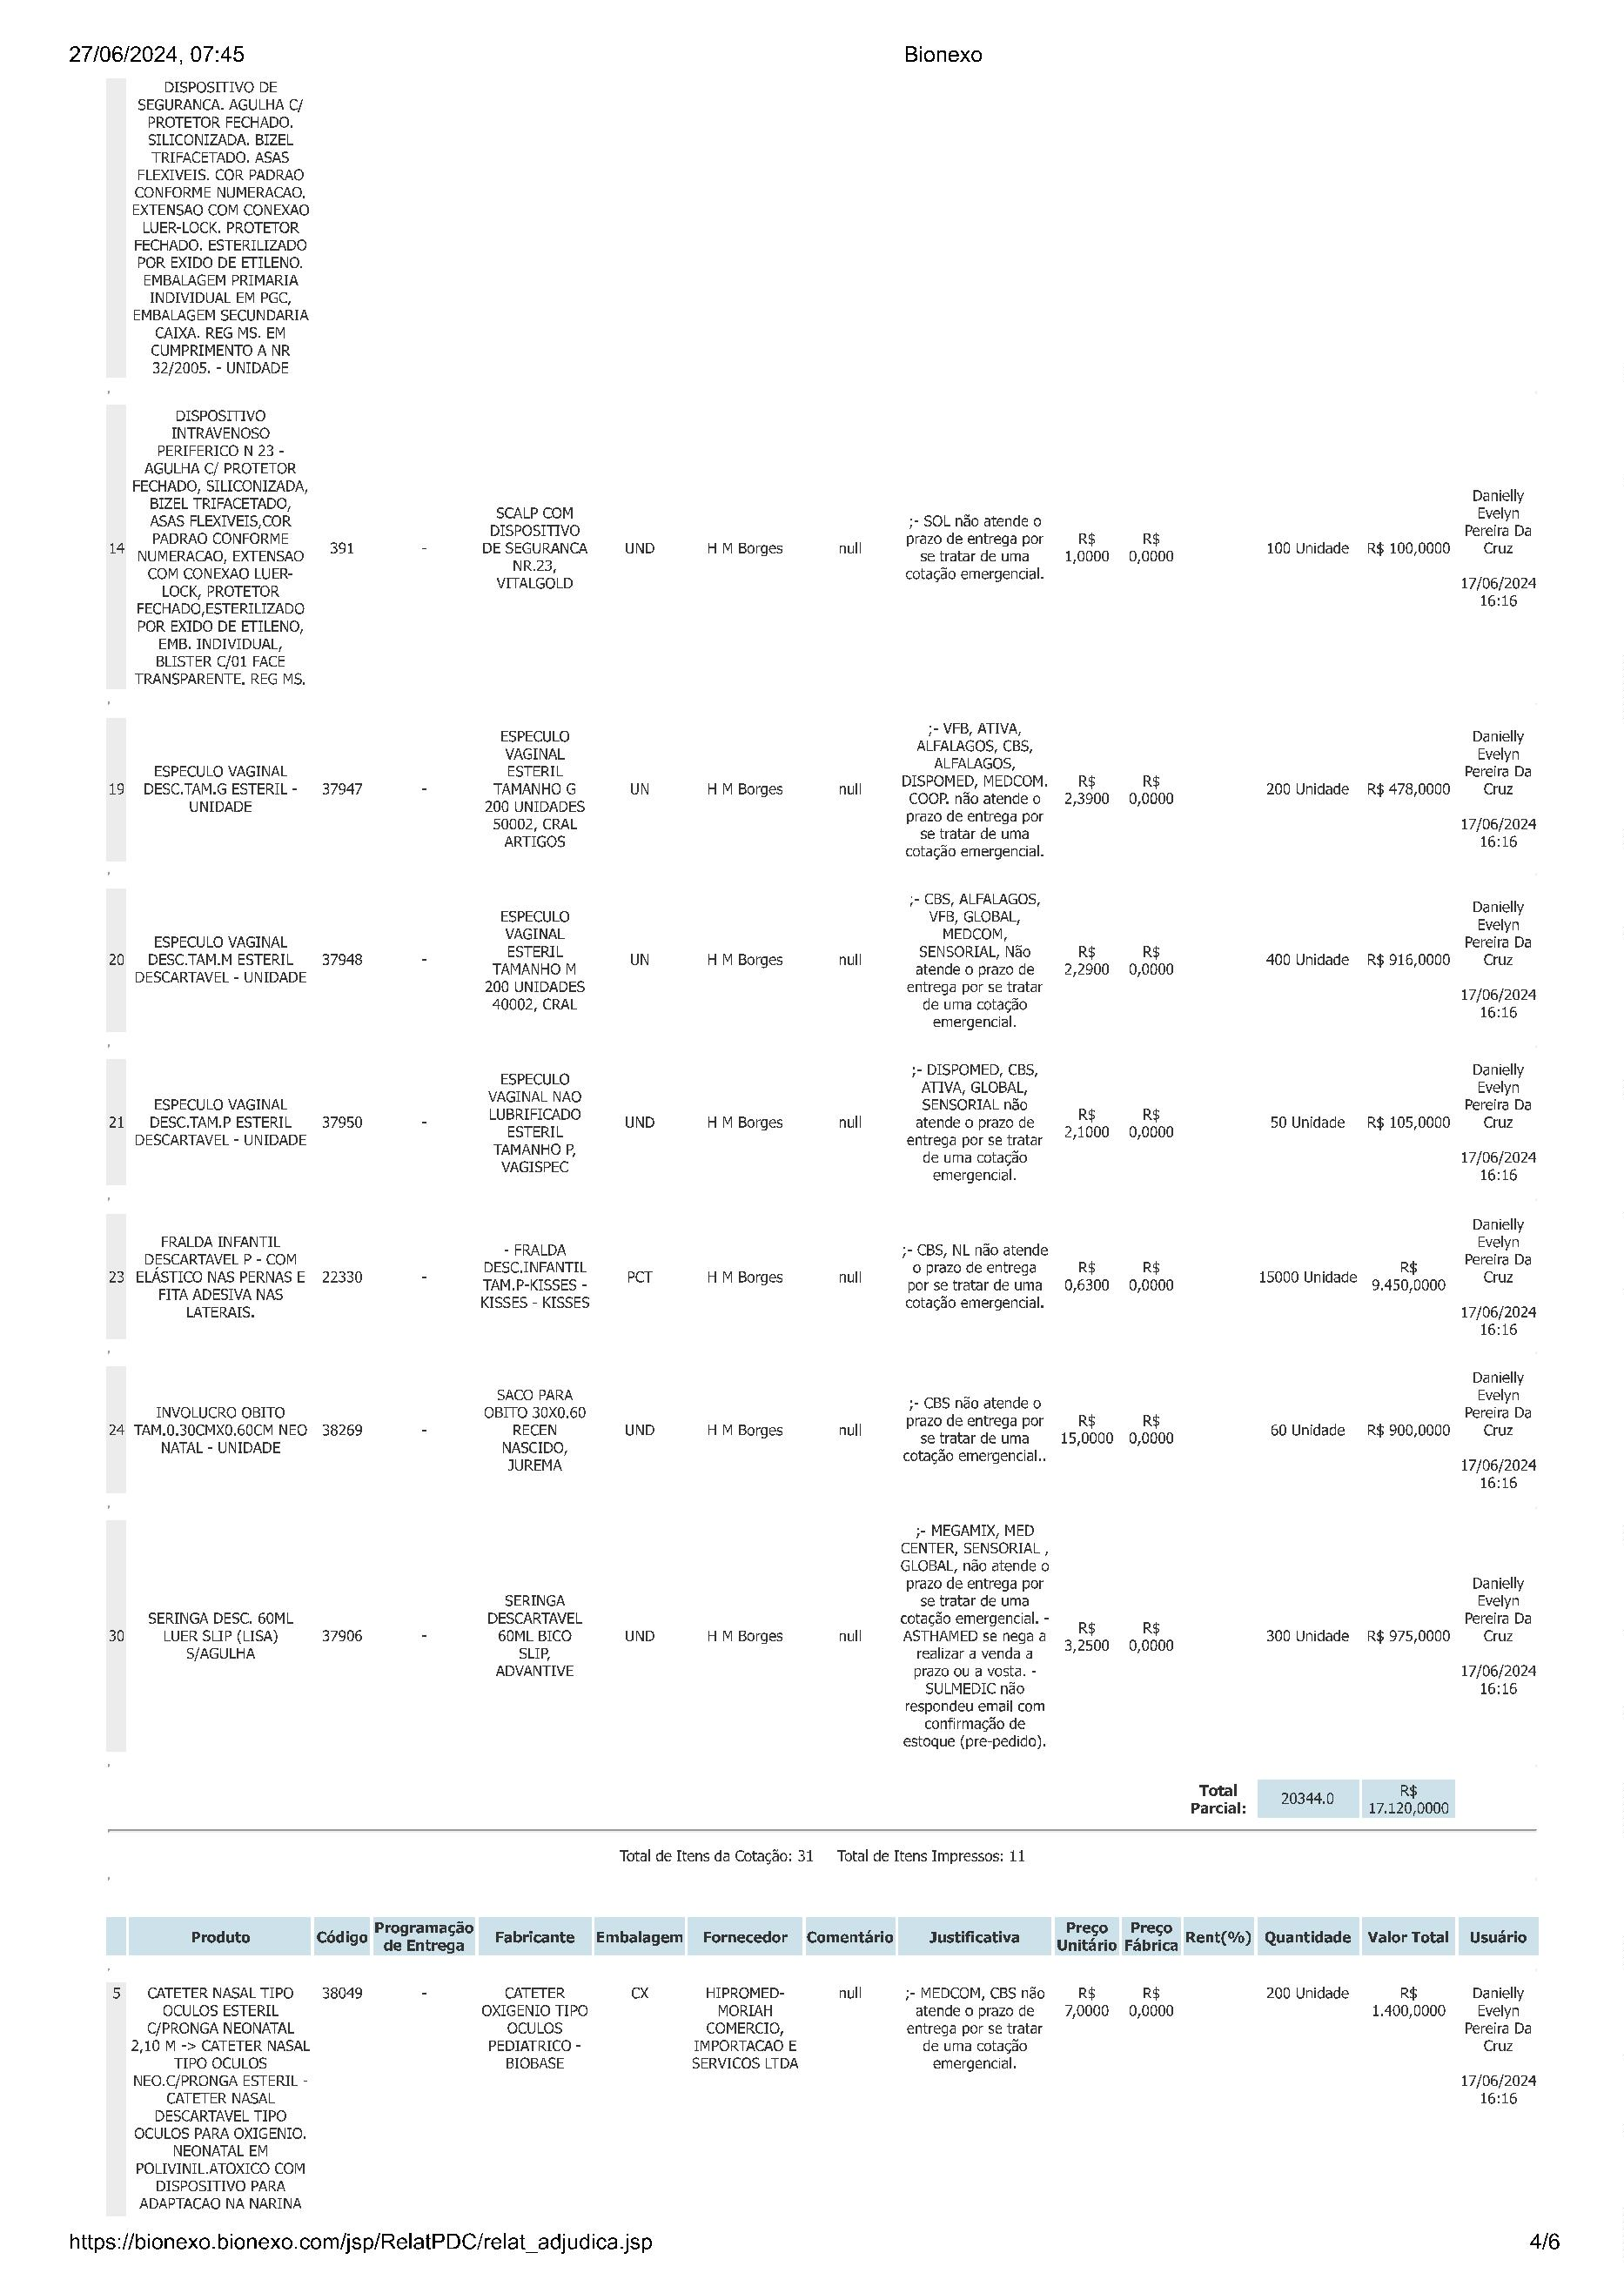 27/06/2024, 07:45
Bionexo
DISPOSITIVO DE
SEGURANCA. AGULHA C/
PROTETOR FECHADO.
SILICONIZADA. BIZEL
TRIFACETADO. ASAS
FLEXIVEIS. COR PADRAO
CONFORME NUMERACAO.
EXTENSAO COM CONEXAO
LUER-LOCK. PROTETOR
FECHADO. ESTERILIZADO
POR EXIDO DE ETILENO.
EMBALAGEM PRIMARIA
INDIVIDUAL EM PGC,
EMBALAGEM SECUNDARIA
CAIXA. REG MS. EM
CUMPRIMENTO A NR
32/2005. - UNIDADE
14
DISPOSITIVO
INTRAVENOSO
PERIFERICO N 23 -
AGULHA C/ PROTETOR
FECHADO, SILICONIZADA,
BIZEL TRIFACETADO,
ASAS FLEXIVEIS,COR
PADRAO CONFORME
NUMERACAO, EXTENSAO
COM CONEXAO LUER-
LOCK, PROTETOR
FECHADO,ESTERILIZADO
POR EXIDO DE ETILENO,
EMB. INDIVIDUAL,
BLISTER C/01 FACE
TRANSPARENTE. REG MS.
391
-
SCALP COM
DISPOSITIVO
DE SEGURANCA
NR.23,
VITALGOLD
UND
H M Borges
null
;- SOL não atende o
prazo de entrega por
se tratar de uma
cotação emergencial.
R$
1,0000
R$
0,0000
100 Unidade
R$ 100,0000
Danielly
Evelyn
Pereira Da
Cruz
17/06/2024
16:16
19
ESPECULO VAGINAL
DESC.TAM.G ESTERIL -
UNIDADE
37947
-
ESPECULO
VAGINAL
ESTERIL
TAMANHO G
200 UNIDADES
50002, CRAL
ARTIGOS
UN
H M Borges
null
;- VFB, ATIVA,
ALFALAGOS, CBS,
ALFALAGOS,
DISPOMED, MEDCOM.
COOP. não atende o
prazo de entrega por
se tratar de uma
cotação emergencial.
R$
2,3900
R$
0,0000
200 Unidade
R$ 478,0000
Danielly
Evelyn
Pereira Da
Cruz
17/06/2024
16:16
20
ESPECULO VAGINAL
DESC.TAM.M ESTERIL
DESCARTAVEL - UNIDADE
37948
-
ESPECULO
VAGINAL
ESTERIL
TAMANHO M
200 UNIDADES
40002, CRAL
UN
H M Borges
null
;- CBS, ALFALAGOS,
VFB, GLOBAL,
MEDCOM,
SENSORIAL, Não
atende o prazo de
entrega por se tratar
de uma cotação
emergencial.
R$
2,2900
R$
0,0000
400 Unidade
R$ 916,0000
Danielly
Evelyn
Pereira Da
Cruz
17/06/2024
16:16
21
ESPECULO VAGINAL
DESC.TAM.P ESTERIL
DESCARTAVEL - UNIDADE
37950
-
ESPECULO
VAGINAL NAO
LUBRIFICADO
ESTERIL
TAMANHO P,
VAGISPEC
UND
H M Borges
null
;- DISPOMED, CBS,
ATIVA, GLOBAL,
SENSORIAL não
atende o prazo de
entrega por se tratar
de uma cotação
emergencial.
R$
2,1000
R$
0,0000
50 Unidade
R$ 105,0000
Danielly
Evelyn
Pereira Da
Cruz
17/06/2024
16:16
23
FRALDA INFANTIL
DESCARTAVEL P - COM
ELÁSTICO NAS PERNAS E
FITA ADESIVA NAS
LATERAIS.
22330
-
- FRALDA
DESC.INFANTIL
TAM.P-KISSES -
KISSES - KISSES
PCT
H M Borges
null
;- CBS, NL não atende
o prazo de entrega
por se tratar de uma
cotação emergencial.
R$
0,6300
R$
0,0000
15000 Unidade
R$
9.450,0000
Danielly
Evelyn
Pereira Da
Cruz
17/06/2024
16:16
24
INVOLUCRO OBITO
TAM.0.30CMX0.60CM NEO
NATAL - UNIDADE
38269
-
SACO PARA
OBITO 30X0.60
RECEN
NASCIDO,
JUREMA
UND
H M Borges
null
;- CBS não atende o
prazo de entrega por
se tratar de uma
cotação emergencial..
R$
15,0000
R$
0,0000
60 Unidade
R$ 900,0000
Danielly
Evelyn
Pereira Da
Cruz
17/06/2024
16:16
30
SERINGA DESC. 60ML
LUER SLIP (LISA)
S/AGULHA
37906
-
SERINGA
DESCARTAVEL
60ML BICO
SLIP,
ADVANTIVE
UND
H M Borges
null
;- MEGAMIX, MED
CENTER, SENSORIAL ,
GLOBAL, não atende o
prazo de entrega por
se tratar de uma
cotação emergencial. -
ASTHAMED se nega a
realizar a venda a
prazo ou a vosta. -
SULMEDIC não
respondeu email com
confirmação de
estoque (pre-pedido).
R$
3,2500
R$
0,0000
300 Unidade
R$ 975,0000
Danielly
Evelyn
Pereira Da
Cruz
17/06/2024
16:16
Total
Parcial:
20344.0
R$
17.120,0000
Total de Itens da Cotação: 31 Total de Itens Impressos: 11
Produto
Código
Programação
de Entrega
Fabricante
Embalagem
Fornecedor
Comentário
Justificativa
Preço
Unitário
Preço
Fábrica
Rent(%)
Quantidade
Valor Total
Usuário
5
CATETER NASAL TIPO
OCULOS ESTERIL
C/PRONGA NEONATAL
2,10 M -> CATETER NASAL
TIPO OCULOS
NEO.C/PRONGA ESTERIL -
CATETER NASAL
DESCARTAVEL TIPO
OCULOS PARA OXIGENIO.
NEONATAL EM
POLIVINIL.ATOXICO COM
DISPOSITIVO PARA
ADAPTACAO NA NARINA
38049
-
CATETER
OXIGENIO TIPO
OCULOS
PEDIATRICO -
BIOBASE
CX
HIPROMED-
MORIAH
COMERCIO,
IMPORTACAO E
SERVICOS LTDA
null
;- MEDCOM, CBS não
atende o prazo de
entrega por se tratar
de uma cotação
emergencial.
R$
7,0000
R$
0,0000
200 Unidade
R$
1.400,0000
Danielly
Evelyn
Pereira Da
Cruz
17/06/2024
16:16
https://bionexo.bionexo.com/jsp/RelatPDC/relat_adjudica.jsp
4/6